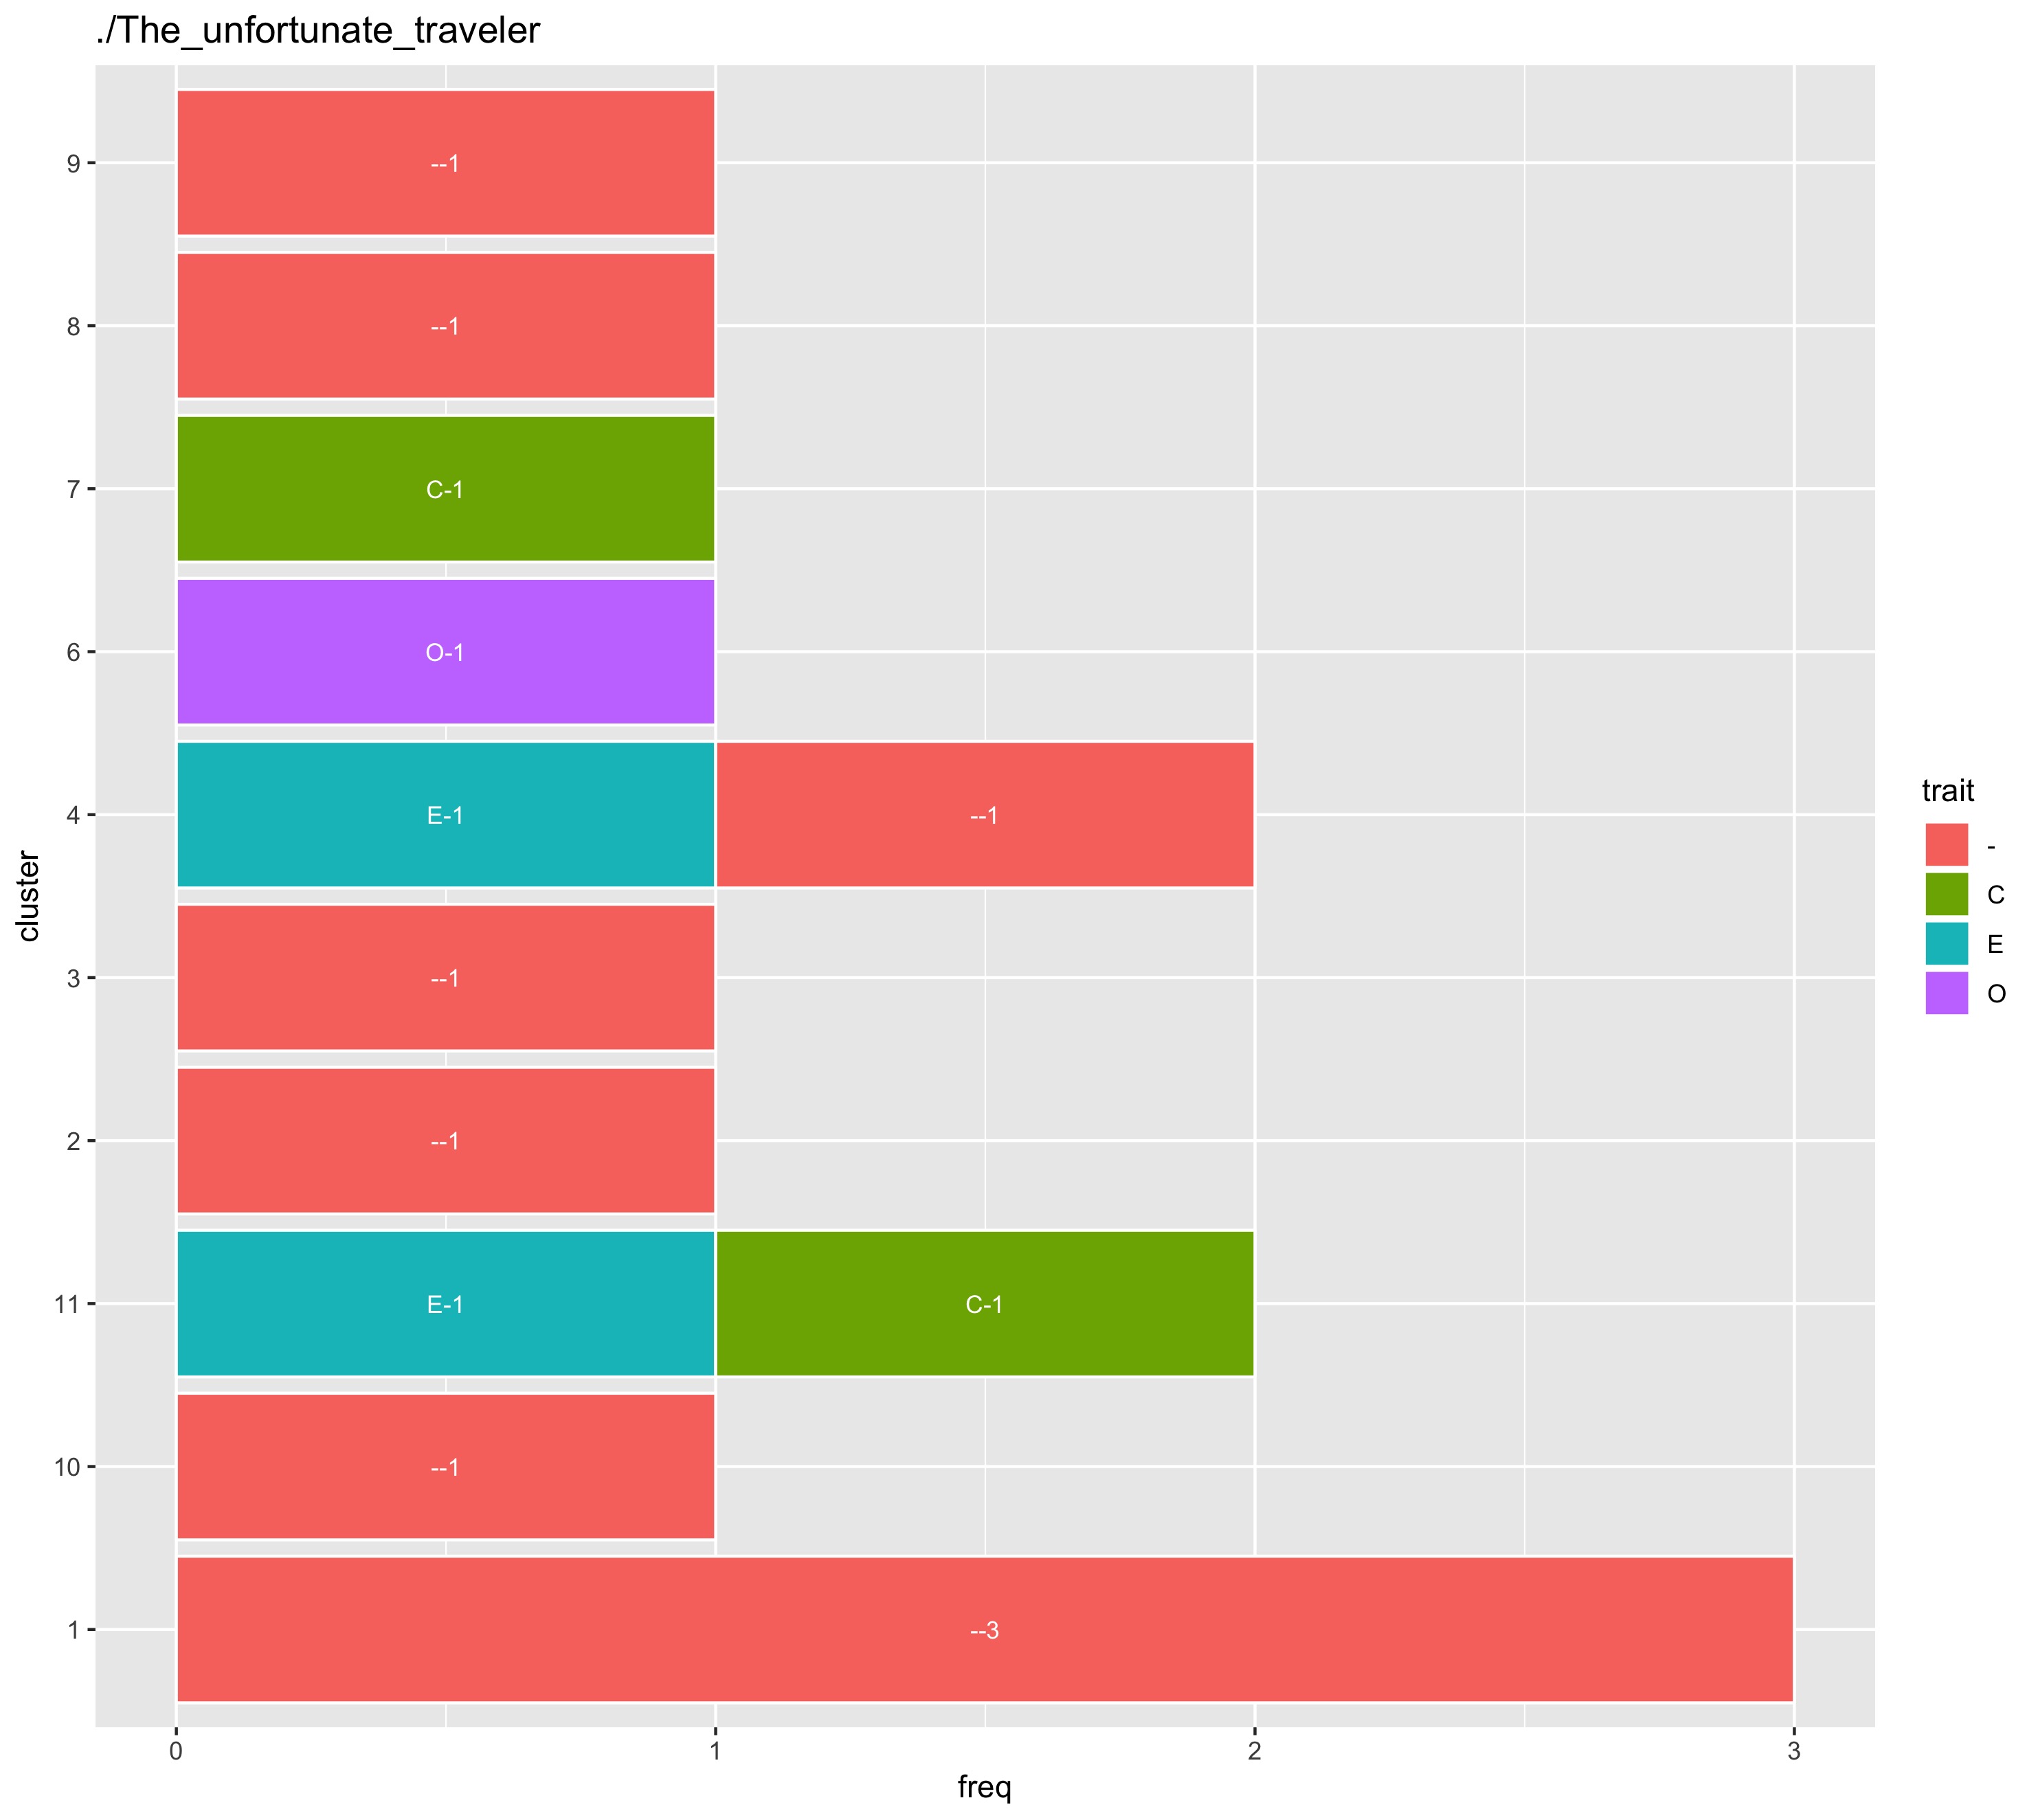 ./The_unfortunate_traveler
9
--1
8
--1
7
C-1
6
O-1
4
E-1 --1
3
--1
2
--1
11
E-1 C-1
10
--1
1
--3
0 1 2 3
freq
cluster
trait
-
C
E
O